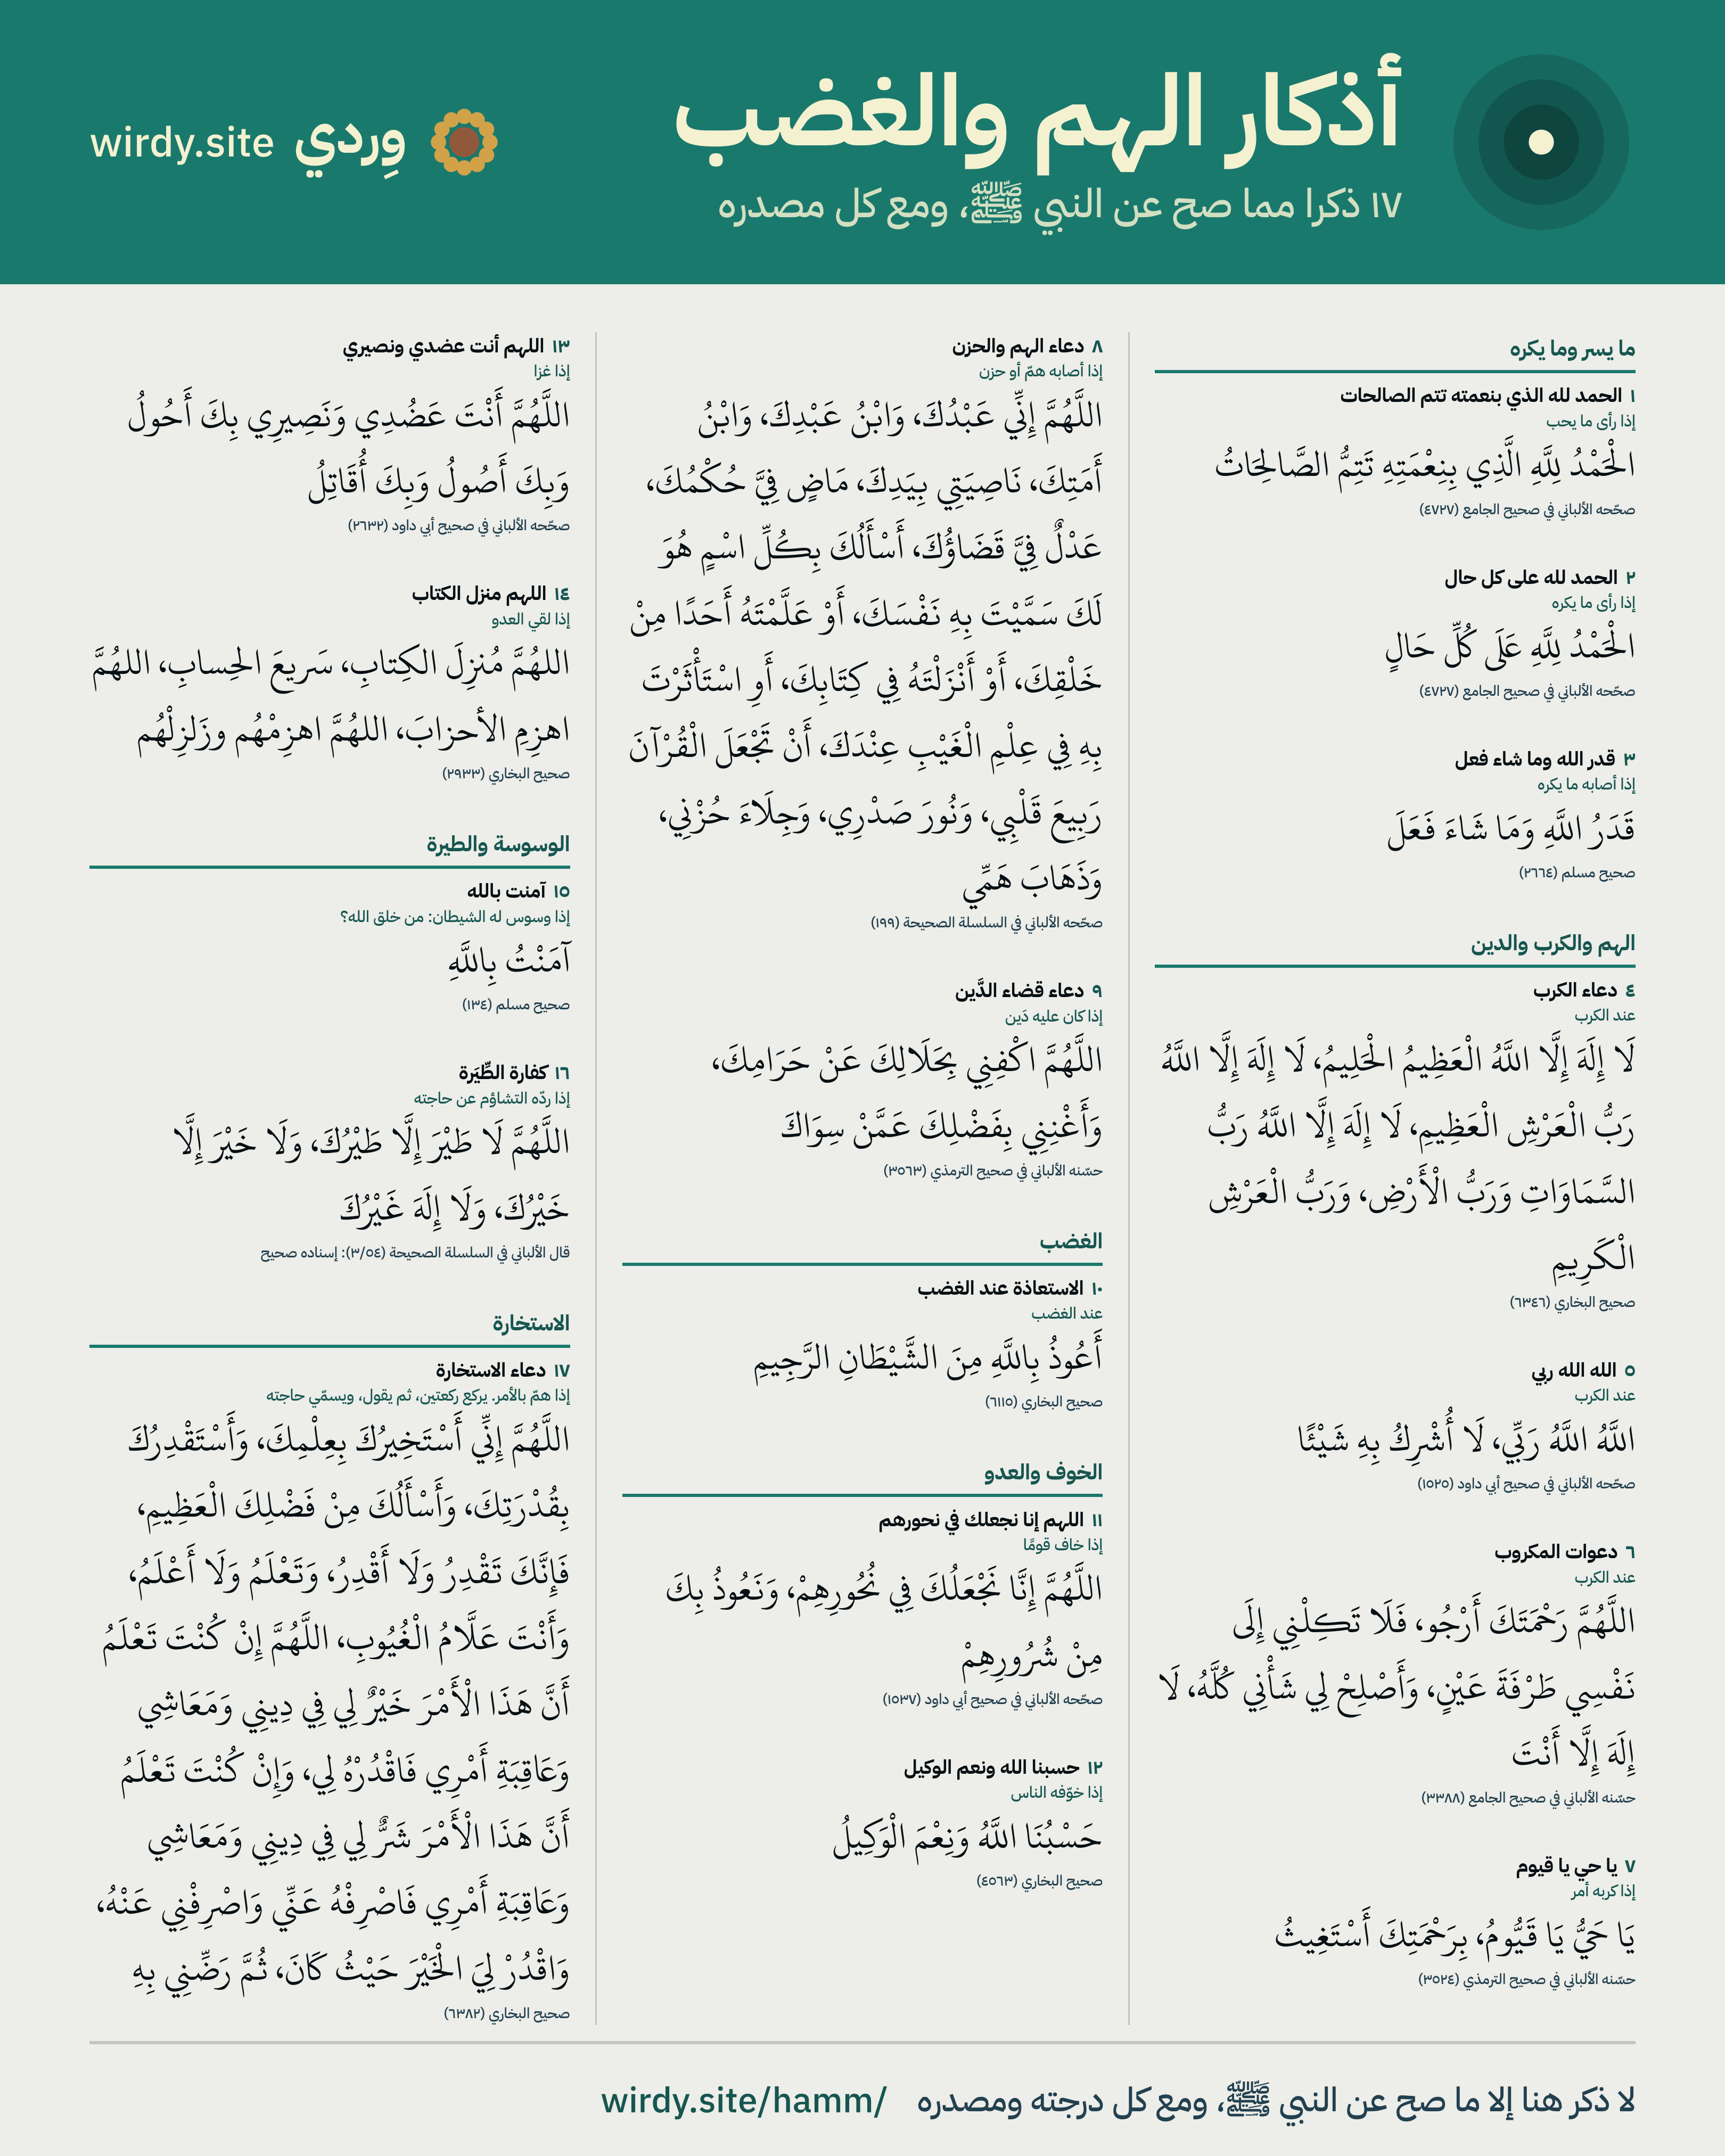 أذكار الهم والغضب
١٧ ذكرا مما صح عن النبي ﷺ، ومع كل مصدره
وِردي wirdy.site
ما يسر وما يكره
١ الحمد لله الذي بنعمته تتم الصالحات
إذا رأى ما يحب
الْحَمْدُ لِلَّهِ الَّذِي بِنِعْمَتِهِ تَتِمُّ الصَّالِحَاتُ
صحّحه الألباني في صحيح الجامع (٤٧٢٧)
٢ الحمد لله على كل حال
إذا رأى ما يكره
الْحَمْدُ لِلَّهِ عَلَى كُلِّ حَالٍ
صحّحه الألباني في صحيح الجامع (٤٧٢٧)
٣ قدر الله وما شاء فعل
إذا أصابه ما يكره
قَدَرُ اللَّهِ وَمَا شَاءَ فَعَلَ
صحيح مسلم (٢٦٦٤)
الهم والكرب والدين
٤ دعاء الكرب
عند الكرب
لَا إِلَهَ إِلَّا اللَّهُ الْعَظِيمُ الْحَلِيمُ، لَا إِلَهَ إِلَّا اللَّهُ
رَبُّ الْعَرْشِ الْعَظِيمِ، لَا إِلَهَ إِلَّا اللَّهُ رَبُّ
السَّمَاوَاتِ وَرَبُّ الْأَرْضِ، وَرَبُّ الْعَرْشِ
الْكَرِيمِ
صحيح البخاري (٦٣٤٦)
٥ الله الله ربي
عند الكرب
اللَّهُ اللَّهُ رَبِّي، لَا أُشْرِكُ بِهِ شَيْئًا
صحّحه الألباني في صحيح أبي داود (١٥٢٥)
٦ دعوات المكروب
عند الكرب
اللَّهُمَّ رَحْمَتَكَ أَرْجُو، فَلَا تَكِلْنِي إِلَى
نَفْسِي طَرْفَةَ عَيْنٍ، وَأَصْلِحْ لِي شَأْنِي كُلَّهُ، لَا
إِلَهَ إِلَّا أَنْتَ
حسّنه الألباني في صحيح الجامع (٣٣٨٨)
٧ يا حي يا قيوم
إذا كربه أمر
يَا حَيُّ يَا قَيُّومُ، بِرَحْمَتِكَ أَسْتَغِيثُ
حسّنه الألباني في صحيح الترمذي (٣٥٢٤)
٨ دعاء الهم والحزن
إذا أصابه همّ أو حزن
اللَّهُمَّ إِنِّي عَبْدُكَ، وَابْنُ عَبْدِكَ، وَابْنُ
أَمَتِكَ، نَاصِيَتِي بِيَدِكَ، مَاضٍ فِيَّ حُكْمُكَ،
عَدْلٌ فِيَّ قَضَاؤُكَ، أَسْأَلُكَ بِكُلِّ اسْمٍ هُوَ
لَكَ سَمَّيْتَ بِهِ نَفْسَكَ، أَوْ عَلَّمْتَهُ أَحَدًا مِنْ
خَلْقِكَ، أَوْ أَنْزَلْتَهُ فِي كِتَابِكَ، أَوِ اسْتَأْثَرْتَ
بِهِ فِي عِلْمِ الْغَيْبِ عِنْدَكَ، أَنْ تَجْعَلَ الْقُرْآنَ
رَبِيعَ قَلْبِي، وَنُورَ صَدْرِي، وَجِلَاءَ حُزْنِي،
وَذَهَابَ هَمِّي
صحّحه الألباني في السلسلة الصحيحة (١٩٩)
٩ دعاء قضاء الدَّين
إذا كان عليه دَين
اللَّهُمَّ اكْفِنِي بِحَلَالِكَ عَنْ حَرَامِكَ،
وَأَغْنِنِي بِفَضْلِكَ عَمَّنْ سِوَاكَ
حسّنه الألباني في صحيح الترمذي (٣٥٦٣)
الغضب
١٠ الاستعاذة عند الغضب
عند الغضب
أَعُوذُ بِاللَّهِ مِنَ الشَّيْطَانِ الرَّجِيمِ
صحيح البخاري (٦١١٥)
الخوف والعدو
١١ اللهم إنا نجعلك في نحورهم
إذا خاف قومًا
اللَّهُمَّ إِنَّا نَجْعَلُكَ فِي نُحُورِهِمْ، وَنَعُوذُ بِكَ
مِنْ شُرُورِهِمْ
صحّحه الألباني في صحيح أبي داود (١٥٣٧)
١٢ حسبنا الله ونعم الوكيل
إذا خوّفه الناس
حَسْبُنَا اللَّهُ وَنِعْمَ الْوَكِيلُ
صحيح البخاري (٤٥٦٣)
١٣ اللهم أنت عضدي ونصيري
إذا غزا
اللَّهُمَّ أَنْتَ عَضُدِي وَنَصِيرِي بِكَ أَحُولُ
وَبِكَ أَصُولُ وَبِكَ أُقَاتِلُ
صحّحه الألباني في صحيح أبي داود (٢٦٣٢)
١٤ اللهم منزل الكتاب
إذا لقي العدو
اللهُمَّ مُنزِلَ الكِتابِ، سَريعَ الحِسابِ، اللهُمَّ
اهزِمِ الأحزابَ، اللهُمَّ اهزِمْهُم وزَلزِلْهُم
صحيح البخاري (٢٩٣٣)
الوسوسة والطيرة
١٥ آمنت بالله
إذا وسوس له الشيطان: من خلق الله؟
آمَنْتُ بِاللَّهِ
صحيح مسلم (١٣٤)
١٦ كفارة الطِّيَرة
إذا ردّه التشاؤم عن حاجته
اللَّهُمَّ لَا طَيْرَ إِلَّا طَيْرُكَ، وَلَا خَيْرَ إِلَّا
خَيْرُكَ، وَلَا إِلَهَ غَيْرُكَ
قال الألباني في السلسلة الصحيحة (٣/٥٤): إسناده صحيح
الاستخارة
١٧ دعاء الاستخارة
إذا همّ بالأمر. يركع ركعتين، ثم يقول، ويسمّي حاجته
اللَّهُمَّ إِنِّي أَسْتَخِيرُكَ بِعِلْمِكَ، وَأَسْتَقْدِرُكَ
بِقُدْرَتِكَ، وَأَسْأَلُكَ مِنْ فَضْلِكَ الْعَظِيمِ،
فَإِنَّكَ تَقْدِرُ وَلَا أَقْدِرُ، وَتَعْلَمُ وَلَا أَعْلَمُ،
وَأَنْتَ عَلَّامُ الْغُيُوبِ، اللَّهُمَّ إِنْ كُنْتَ تَعْلَمُ
أَنَّ هَذَا الْأَمْرَ خَيْرٌ لِي فِي دِينِي وَمَعَاشِي
وَعَاقِبَةِ أَمْرِي فَاقْدُرْهُ لِي، وَإِنْ كُنْتَ تَعْلَمُ
أَنَّ هَذَا الْأَمْرَ شَرٌّ لِي فِي دِينِي وَمَعَاشِي
وَعَاقِبَةِ أَمْرِي فَاصْرِفْهُ عَنِّي وَاصْرِفْنِي عَنْهُ،
وَاقْدُرْ لِيَ الْخَيْرَ حَيْثُ كَانَ، ثُمَّ رَضِّنِي بِهِ
صحيح البخاري (٦٣٨٢)
لا ذكر هنا إلا ما صح عن النبي ﷺ، ومع كل درجته ومصدره wirdy.site/hamm/